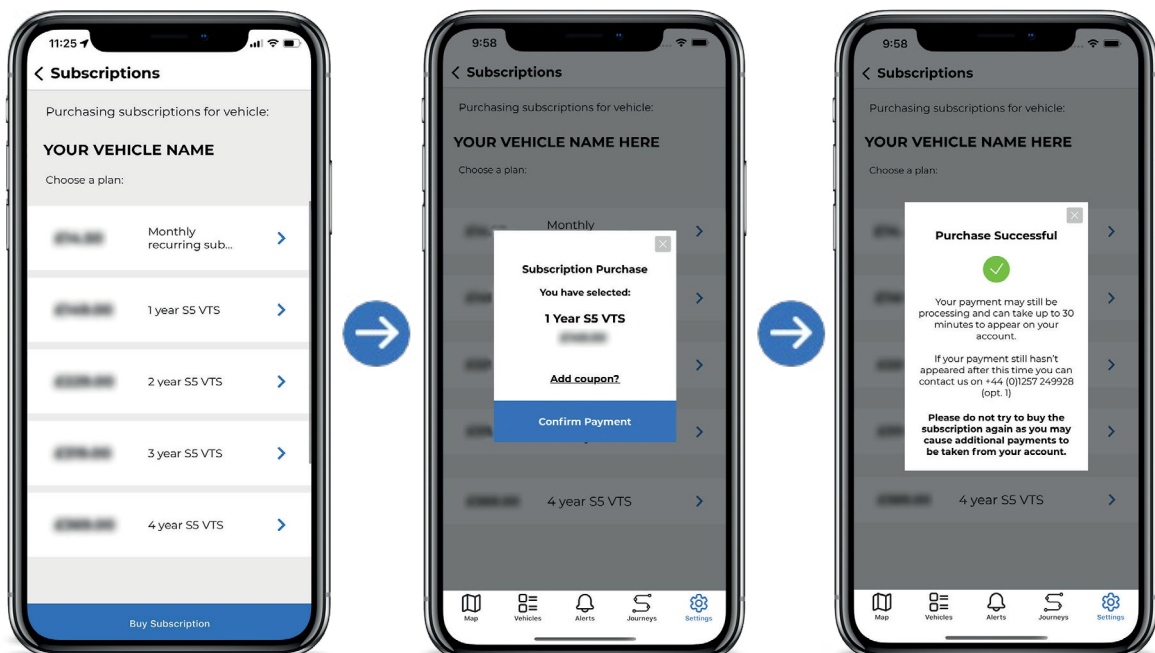 11:25
Subscriptions
Purchasing subscriptions for vehicle:
YOUR VEHICLE NAME
Choose a plan:
Monthly
recurring sub...
1 year S5 VTS
2 year S5 VTS
3 year S5 VTS
4 year S5 VTS
Buy Subscription
9:58
Subscriptions
Purchasing subscriptions for vehicle:
YOUR VEHICLE NAME HERE
Choose a plan:
Monthly
Subscription Purchase
You have selected:
1 Year S5 VTS
Add coupon?
Confirm Payment
4 year S5 VTS
Map
Vehicles
Alerts
Journeys
Settings
9:58
Subscriptions
Purchasing subscriptions for vehicle:
YOUR VEHICLE NAME HERE
Choose a plan:
Purchase Successful
Your payment may still be
processing and can take up to 30
minutes to appear on your
account.
If your payment still hasn't
appeared after this time you can
contact us on +44 (0)1257 249928
(opt. 1)
Please do not try to buy the
subscription again as you may
cause additional payments to
be taken from your account.
4 year S5 VTS
Map
Vehicles
Alerts
Journeys
Settings